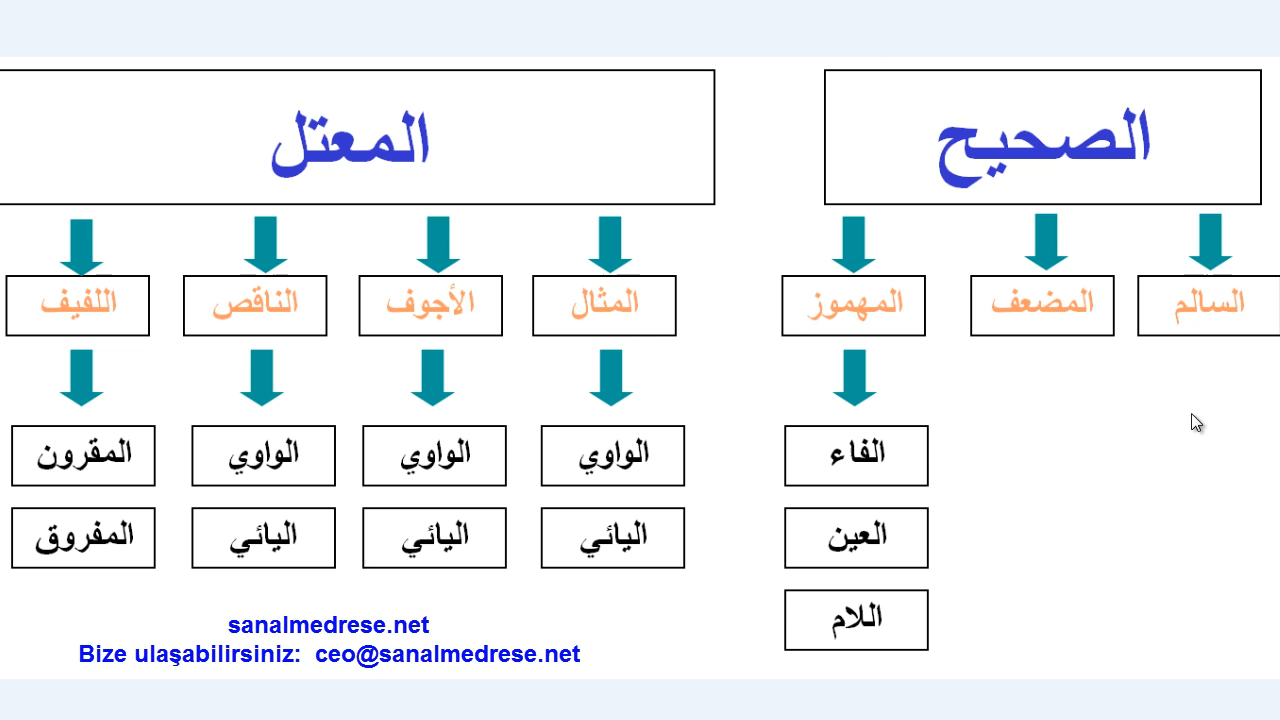 الصحيح
المعتل
السالم
المضعف
المهموز
المثال
الأجوف
الناقص
اللفيف
الفاء
الواوي
الواوي
الواوي
المقرون
العين
اليائي
اليائي
اليائي
المفروق
اللام
sanalmedrese.net
Bize ulaşabilirsiniz: ceo@sanalmedrese.net